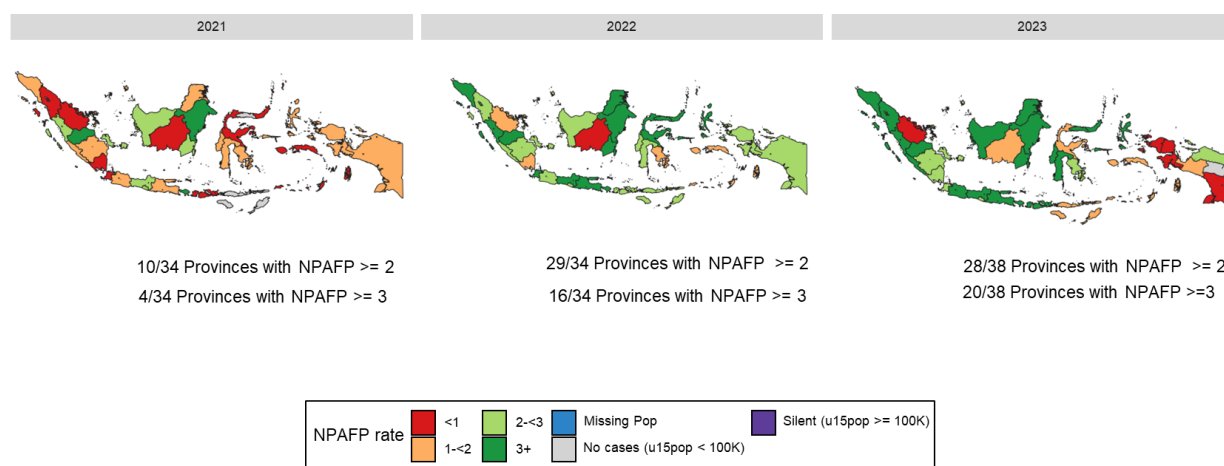 2021
2022
2023
10/34 Provinces with NPAFP >= 2
4/34 Provinces with NPAFP >= 3
29/34 Provinces with NPAFP >= 2
16/34 Provinces with NPAFP >= 3
28/38 Provinces with NPAFP >= 2
20/38 Provinces with NPAFP >=3
NPAFP rate
<1
2-<3
Missing Pop
Silent (u15pop >= 100K)
1-<2
3+
No cases (u15pop < 100K)